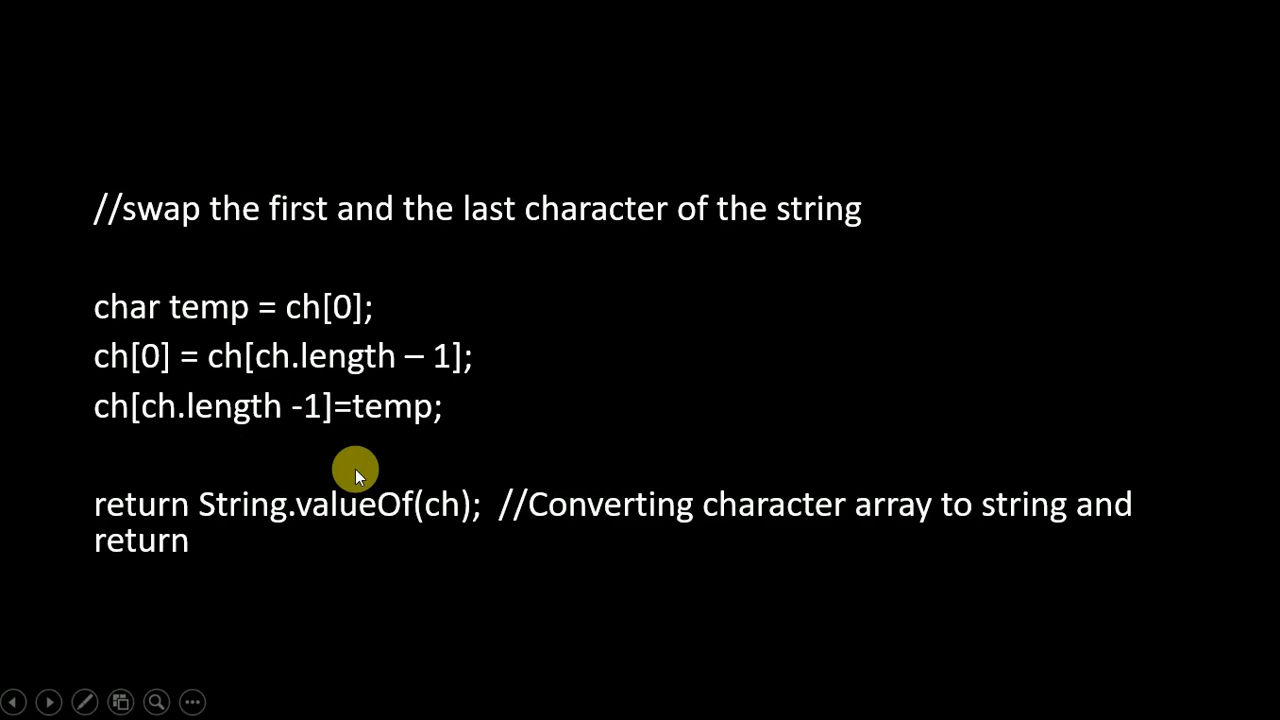 //swap the first and the last character of the string
char temp = ch[0];
ch[0] = ch[ch.length – 1];
ch[ch.length -1]=temp;
return String.valueOf(ch);  //Converting character array to string and
return